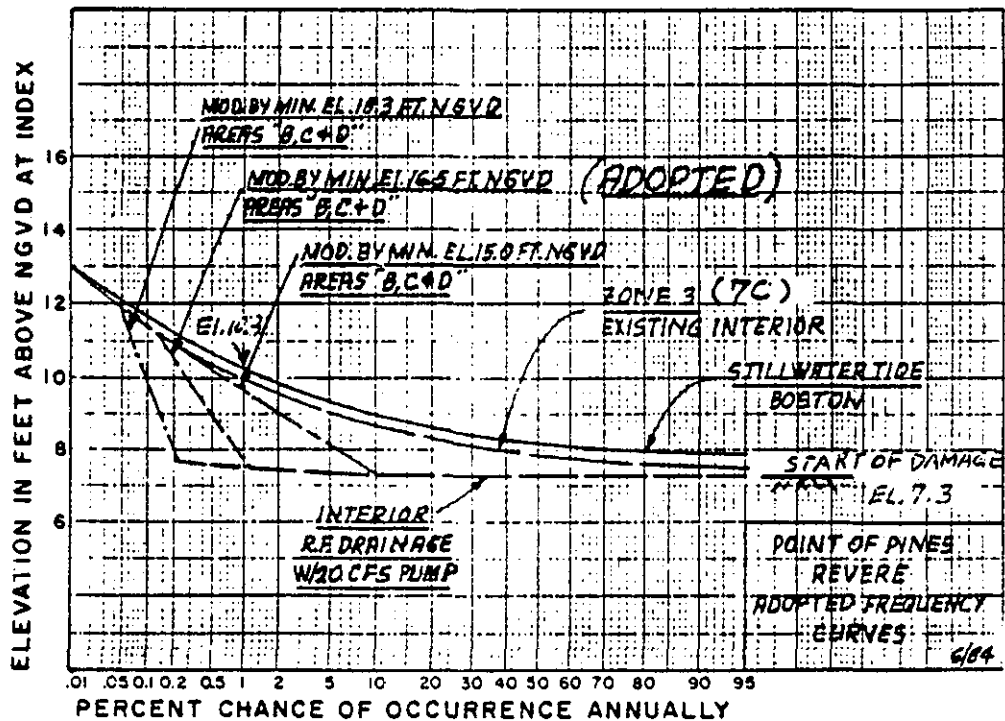 ELEVATION IN FEET ABOVE NGVD AT INDEX
16
14
12
10
8
6
MOD. BY MIN. EL. 18.3 FT. NGVD
AREAS "B, C & D"
MOD. BY MIN. EL. 16.5 FT. NGVD (ADOPTED)
AREAS "B, C & D"
MOD. BY MIN. EL. 15.0 FT. NGVD
AREAS "B, C & D"
ZONE 3 (7C)
EXISTING INTERIOR
El. 10.3
STILLWATER TIDE
BOSTON
START OF DAMAGE
EL. 7.3
INTERIOR
R.F. DRAINAGE
W/20 CFS PUMP
POINT OF PINES
REVERE
ADOPTED FREQUENCY
CURVES
6/84
.01 .05 0.1 0.2 0.5 1 2 5 10 20 30 40 50 60 70 80 90 95
PERCENT CHANCE OF OCCURRENCE ANNUALLY